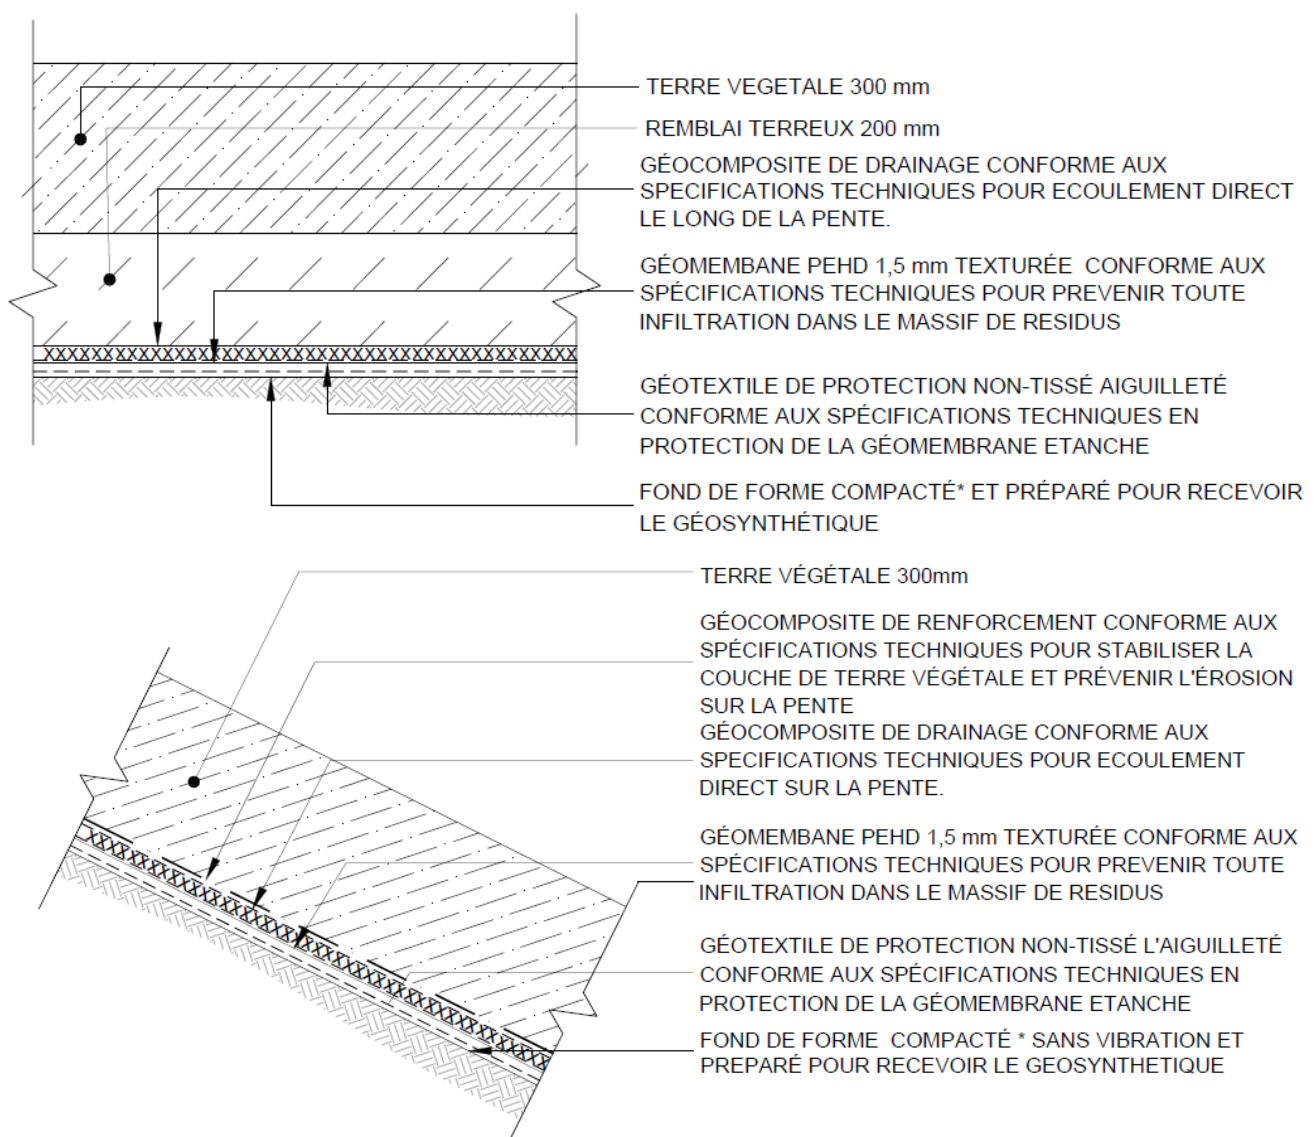 TERRE VEGETALE 300 mm
REMBLAI TERREUX 200 mm
GÉOCOMPOSITE DE DRAINAGE CONFORME AUX
SPECIFICATIONS TECHNIQUES POUR ECOULEMENT DIRECT
LE LONG DE LA PENTE.
GÉOMEMBANE PEHD 1,5 mm TEXTURÉE CONFORME AUX
SPÉCIFICATIONS TECHNIQUES POUR PREVENIR TOUTE
INFILTRATION DANS LE MASSIF DE RESIDUS
GÉOTEXTILE DE PROTECTION NON-TISSÉ AIGUILLETÉ
CONFORME AUX SPÉCIFICATIONS TECHNIQUES EN
PROTECTION DE LA GÉOMEMBRANE ETANCHE
FOND DE FORME COMPACTÉ* ET PRÉPARÉ POUR RECEVOIR
LE GÉOSYNTHÉTIQUE
TERRE VÉGÉTALE 300mm
GÉOCOMPOSITE DE RENFORCEMENT CONFORME AUX
SPÉCIFICATIONS TECHNIQUES POUR STABILISER LA
COUCHE DE TERRE VÉGÉTALE ET PRÉVENIR L'ÉROSION
SUR LA PENTE
GÉOCOMPOSITE DE DRAINAGE CONFORME AUX
SPECIFICATIONS TECHNIQUES POUR ECOULEMENT
DIRECT SUR LA PENTE.
GÉOMEMBANE PEHD 1,5 mm TEXTURÉE CONFORME AUX
SPÉCIFICATIONS TECHNIQUES POUR PREVENIR TOUTE
INFILTRATION DANS LE MASSIF DE RESIDUS
GÉOTEXTILE DE PROTECTION NON-TISSÉ L'AIGUILLETÉ
CONFORME AUX SPÉCIFICATIONS TECHNIQUES EN
PROTECTION DE LA GÉOMEMBRANE ETANCHE
FOND DE FORME COMPACTÉ * SANS VIBRATION ET
PREPARÉ POUR RECEVOIR LE GEOSYNTHETIQUE